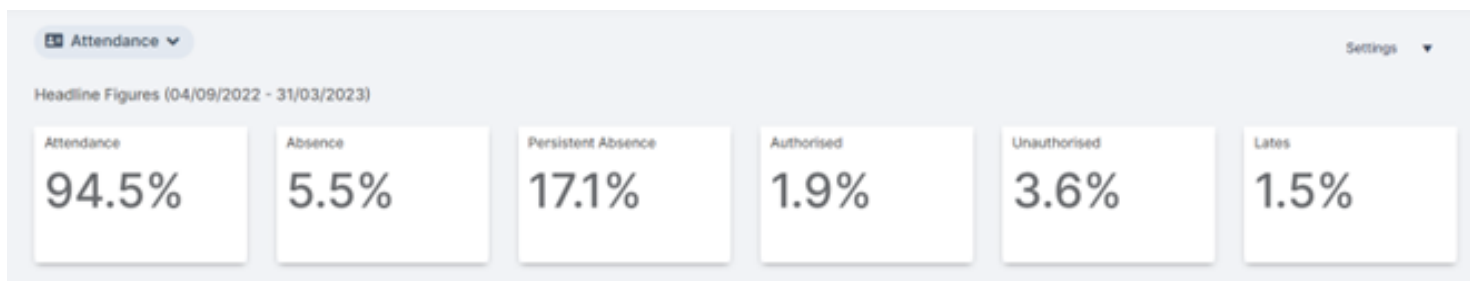 Attendance
Settings
Headline Figures (04/09/2022 - 31/03/2023)
Attendance
Absence
Persistent Absence
Authorised
Unauthorised
Lates
94.5%
5.5%
17.1%
1.9%
3.6%
1.5%